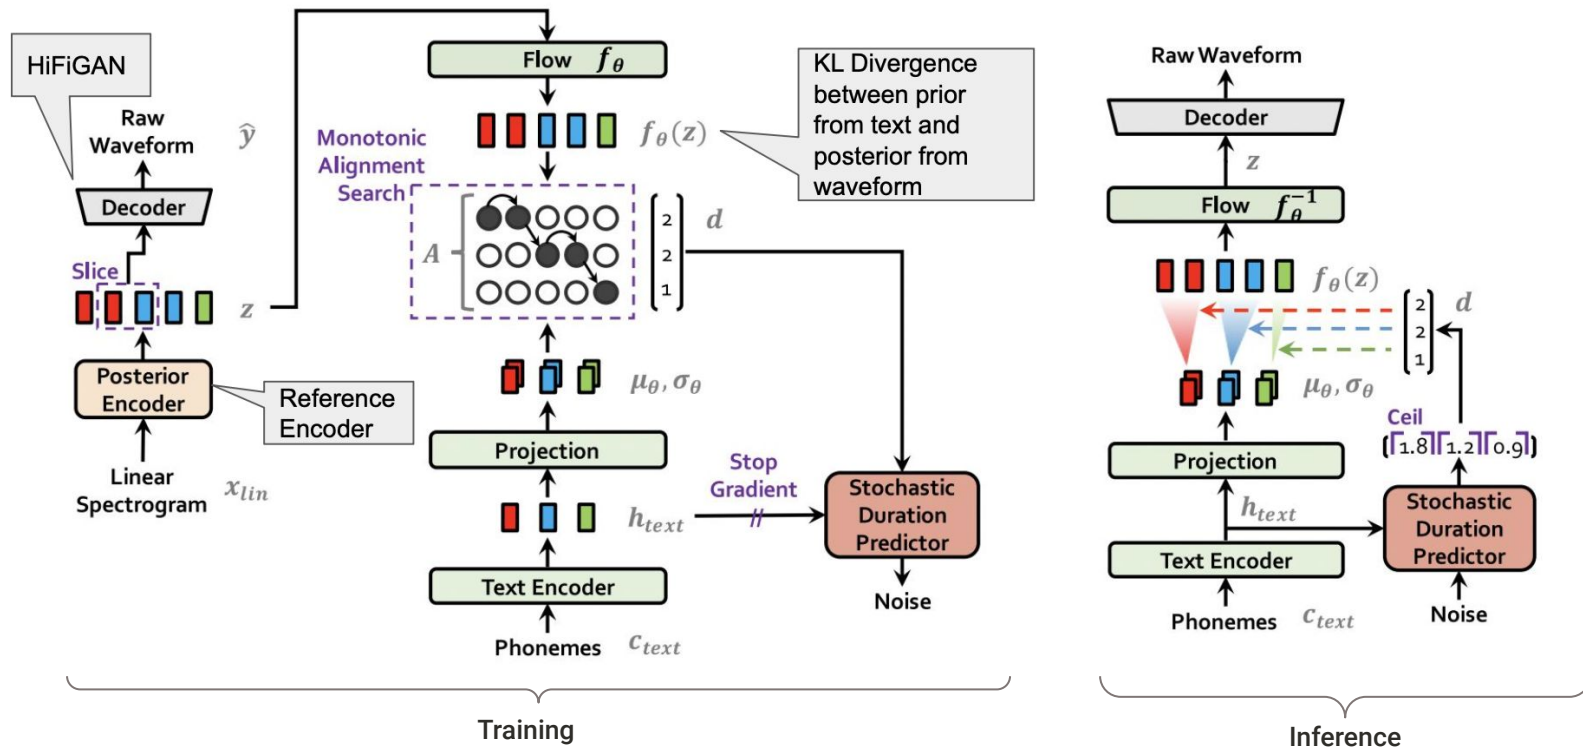 HiFiGAN
Raw
Waveform
ŷ
Decoder
Slice
z
Posterior
Encoder
Reference
Encoder
Linear
Spectrogram
x_lin
Flow f_θ
f_θ(z)
KL Divergence
between prior
from text and
posterior from
waveform
Monotonic
Alignment
Search
A
2
2
1
d
μ_θ, σ_θ
Projection
h_text
Stop
Gradient
//
Stochastic
Duration
Predictor
Noise
Text Encoder
Phonemes
c_text
Training
Raw Waveform
Decoder
z
Flow f_θ^{-1}
f_θ(z)
2
2
1
d
μ_θ, σ_θ
Ceil
(⌈1.8⌉⌈1.2⌉⌈0.9⌉)
Projection
h_text
Stochastic
Duration
Predictor
Text Encoder
Noise
Phonemes
c_text
Inference